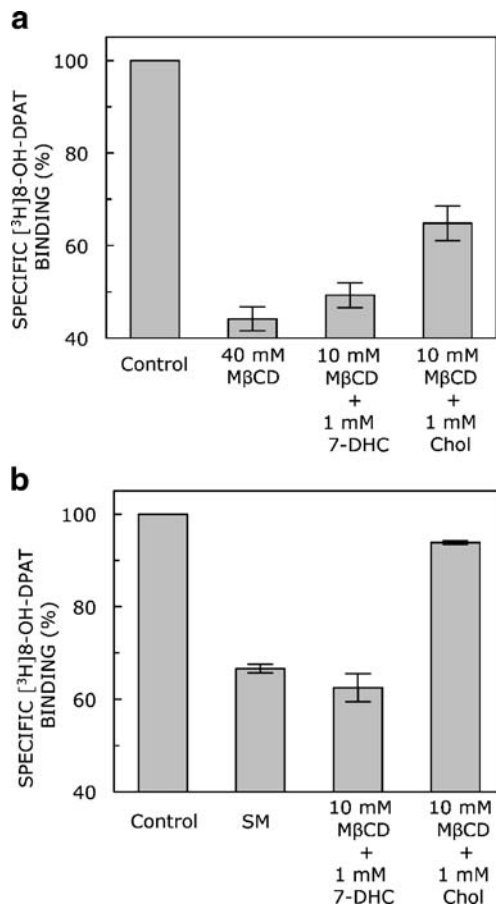 a
SPECIFIC [³H]8-OH-DPAT
BINDING (%)
100
80
60
40
Control
40 mM
MβCD
10 mM
MβCD
+
1 mM
7-DHC
10 mM
MβCD
+
1 mM
Chol
b
SPECIFIC [³H]8-OH-DPAT
BINDING (%)
100
80
60
40
Control
SM
10 mM
MβCD
+
1 mM
7-DHC
10 mM
MβCD
+
1 mM
Chol